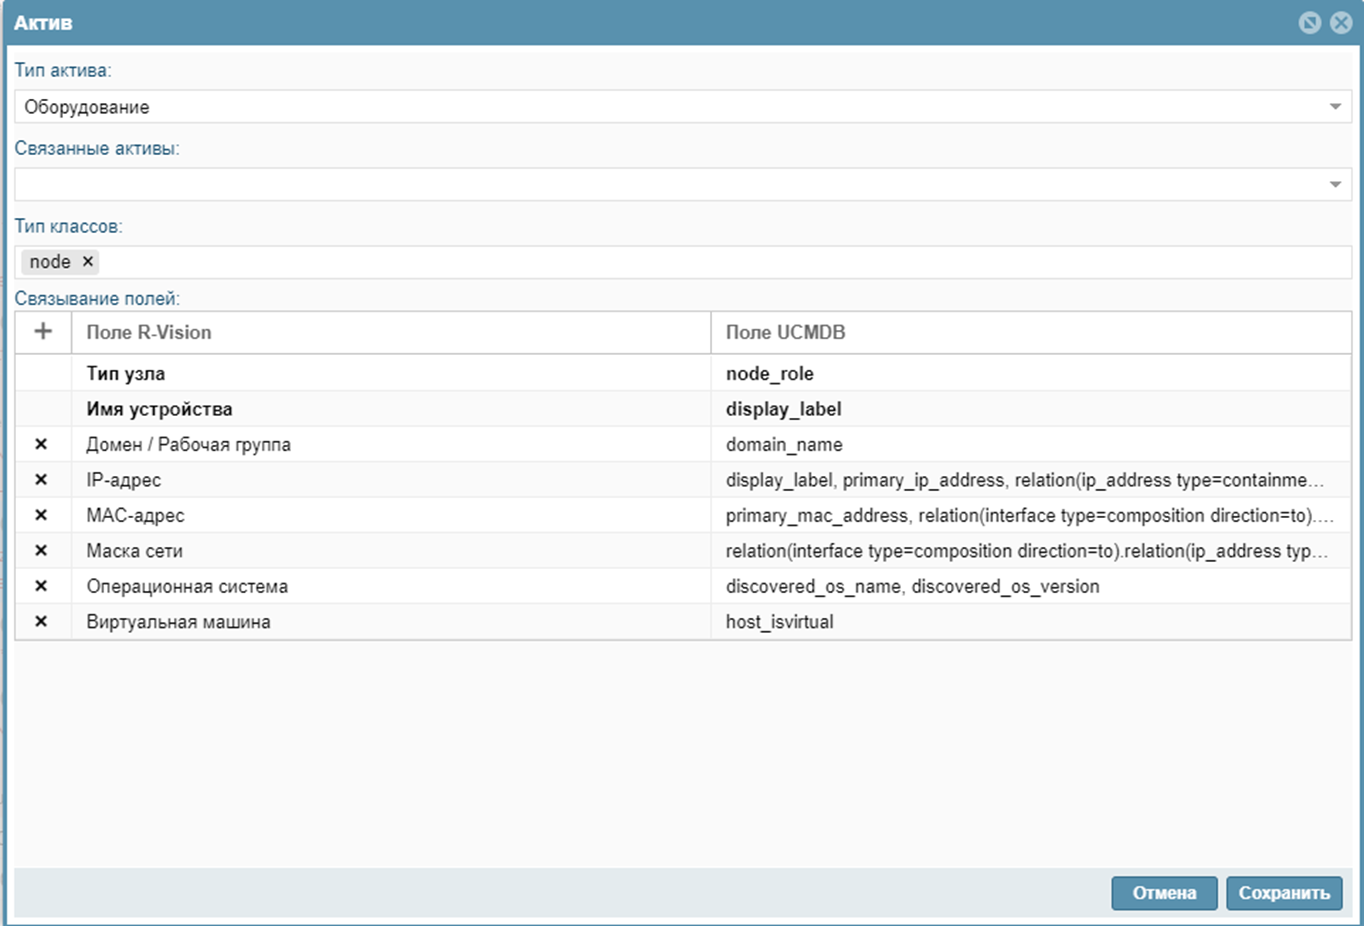 Актив
Тип актива:
Оборудование
Связанные активы:
Тип классов:
node ×
Связывание полей:
+ Поле R-Vision Поле UCMDB
Тип узла node_role
Имя устройства display_label
× Домен / Рабочая группа domain_name
× IP-адрес display_label, primary_ip_address, relation(ip_address type=containme...
× MAC-адрес primary_mac_address, relation(interface type=composition direction=to)....
× Маска сети relation(interface type=composition direction=to).relation(ip_address typ...
× Операционная система discovered_os_name, discovered_os_version
× Виртуальная машина host_isvirtual
Отмена Сохранить